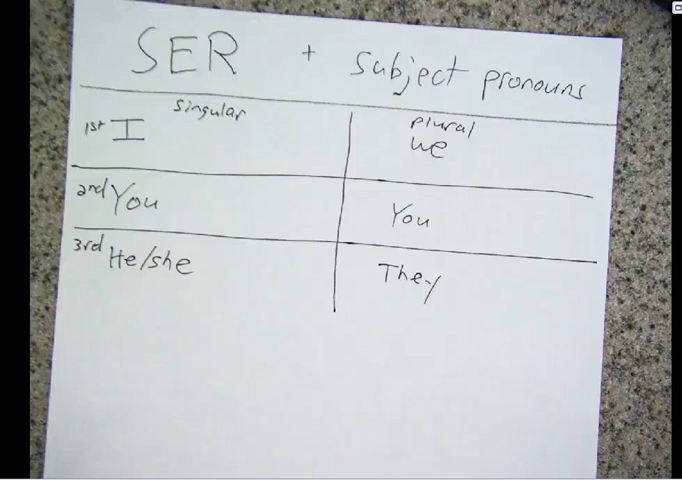 SER + Subject pronouns
singular plural
1st I we
2nd You You
3rd He/she They